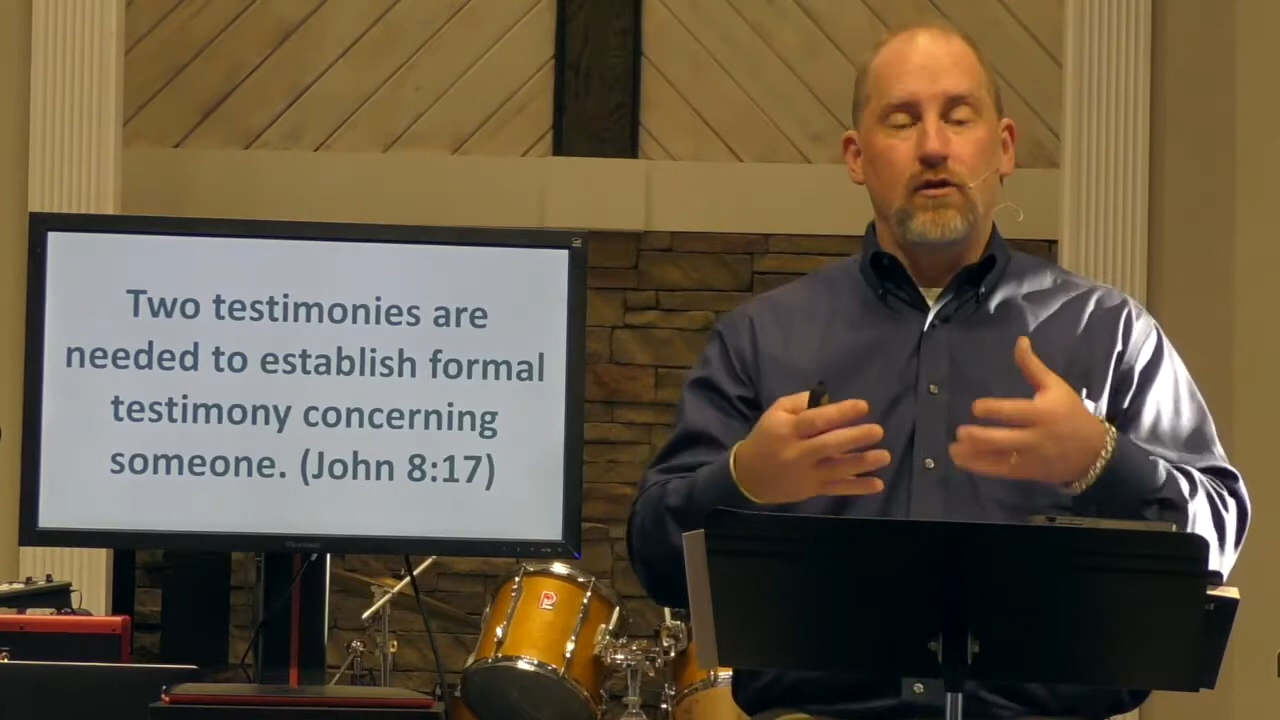 Two testimonies are
needed to establish formal
testimony concerning
someone. (John 8:17)